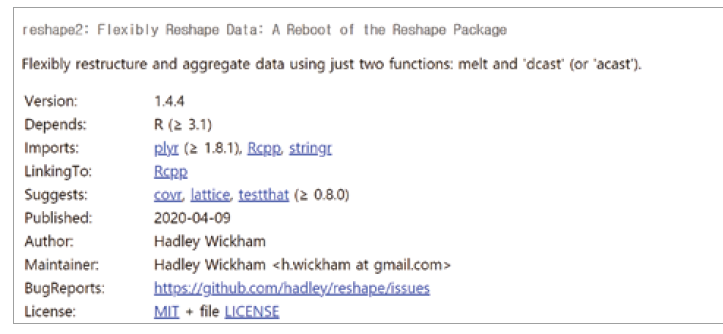 reshape2: Flexibly Reshape Data: A Reboot of the Reshape Package
Flexibly restructure and aggregate data using just two functions: melt and 'dcast' (or 'acast').
Version: 1.4.4
Depends: R (≥ 3.1)
Imports: plyr (≥ 1.8.1), Rcpp, stringr
LinkingTo: Rcpp
Suggests: covr, lattice, testthat (≥ 0.8.0)
Published: 2020-04-09
Author: Hadley Wickham
Maintainer: Hadley Wickham <h.wickham at gmail.com>
BugReports: https://github.com/hadley/reshape/issues
License: MIT + file LICENSE